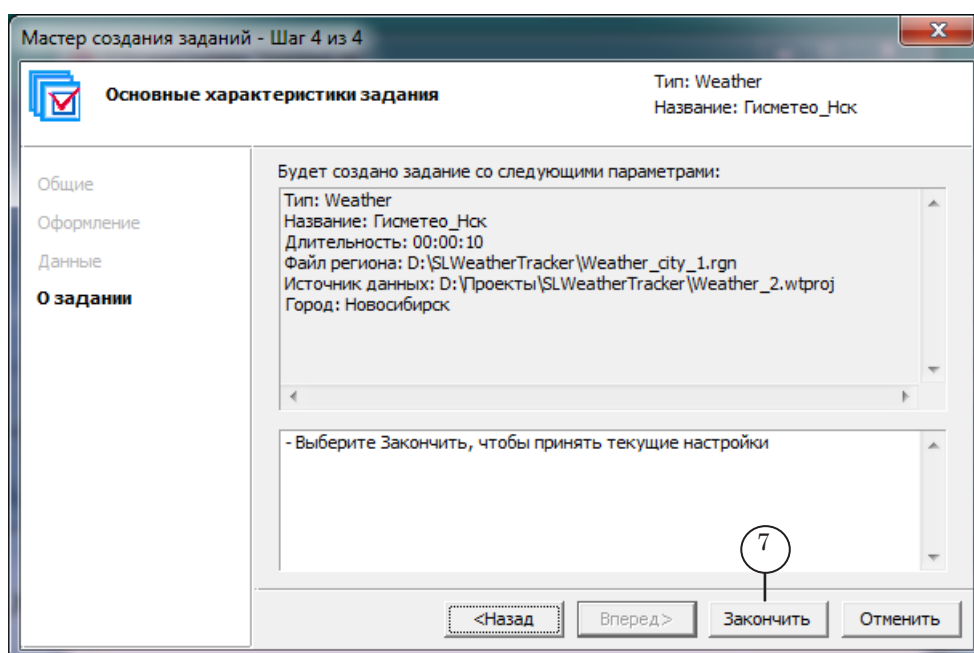 Мастер создания заданий - Шаг 4 из 4
Основные характеристики задания
Тип: Weather
Название: Гисметео_Нск
Общие
Оформление
Данные
О задании
Будет создано задание со следующими параметрами:
Тип: Weather
Название: Гисметео_Нск
Длительность: 00:00:10
Файл региона: D:\SLWeatherTracker\Weather_city_1.rgn
Источник данных: D:\Проекты\SLWeatherTracker\Weather_2.wtproj
Город: Новосибирск
- Выберите Закончить, чтобы принять текущие настройки
7
<Назад
Вперед>
Закончить
Отменить